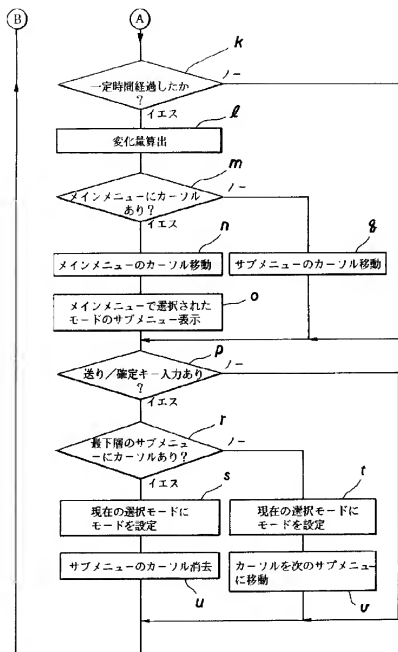 B
A
k
一定時間経過したか
？
ノー
イエス
l
変化量算出
m
メインメニューにカーソル
あり？
ノー
イエス
n
メインメニューのカーソル移動
q
サブメニューのカーソル移動
メインメニューで選択された
モードのサブメニュー表示
o
p
送り／確定キー入力あり
？
ノー
イエス
r
最下層のサブメニュ
ーにカーソルあり？
ノー
イエス
s
現在の選択モードに
モードを設定
t
現在の選択モードに
モードを設定
サブメニューのカーソル消去
u
カーソルを次のサブメニュー
に移動
v